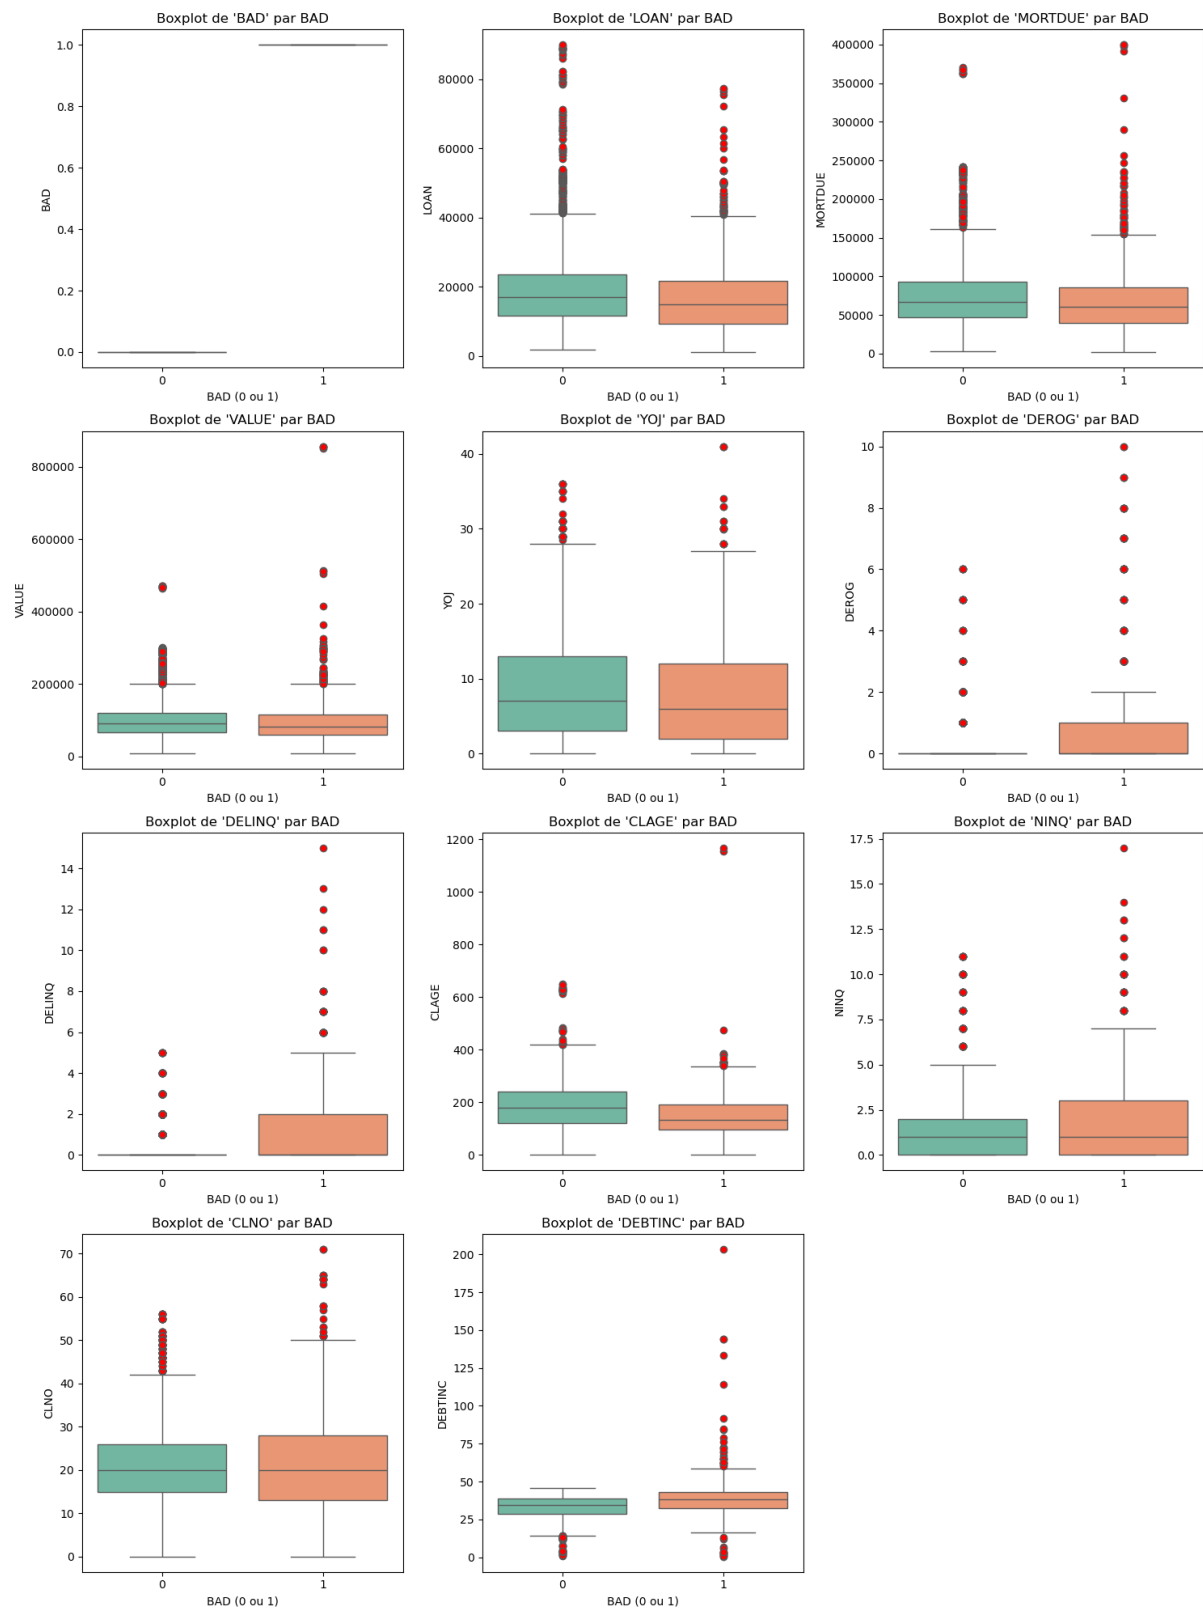 Boxplot de 'BAD' par BAD
1.0
0.8
0.6
0.4
0.2
0.0
BAD
0 1
BAD (0 ou 1)
Boxplot de 'LOAN' par BAD
80000
60000
40000
20000
0
LOAN
0 1
BAD (0 ou 1)
Boxplot de 'MORTDUE' par BAD
400000
350000
300000
250000
200000
150000
100000
50000
0
MORTDUE
0 1
BAD (0 ou 1)
Boxplot de 'VALUE' par BAD
800000
600000
400000
200000
0
VALUE
0 1
BAD (0 ou 1)
Boxplot de 'YOJ' par BAD
40
30
20
10
0
YOJ
0 1
BAD (0 ou 1)
Boxplot de 'DEROG' par BAD
10
8
6
4
2
0
DEROG
0 1
BAD (0 ou 1)
Boxplot de 'DELINQ' par BAD
14
12
10
8
6
4
2
0
DELINQ
0 1
BAD (0 ou 1)
Boxplot de 'CLAGE' par BAD
1200
1000
800
600
400
200
0
CLAGE
0 1
BAD (0 ou 1)
Boxplot de 'NINQ' par BAD
17.5
15.0
12.5
10.0
7.5
5.0
2.5
0.0
NINQ
0 1
BAD (0 ou 1)
Boxplot de 'CLNO' par BAD
70
60
50
40
30
20
10
0
CLNO
0 1
BAD (0 ou 1)
Boxplot de 'DEBTINC' par BAD
200
175
150
125
100
75
50
25
0
DEBTINC
0 1
BAD (0 ou 1)